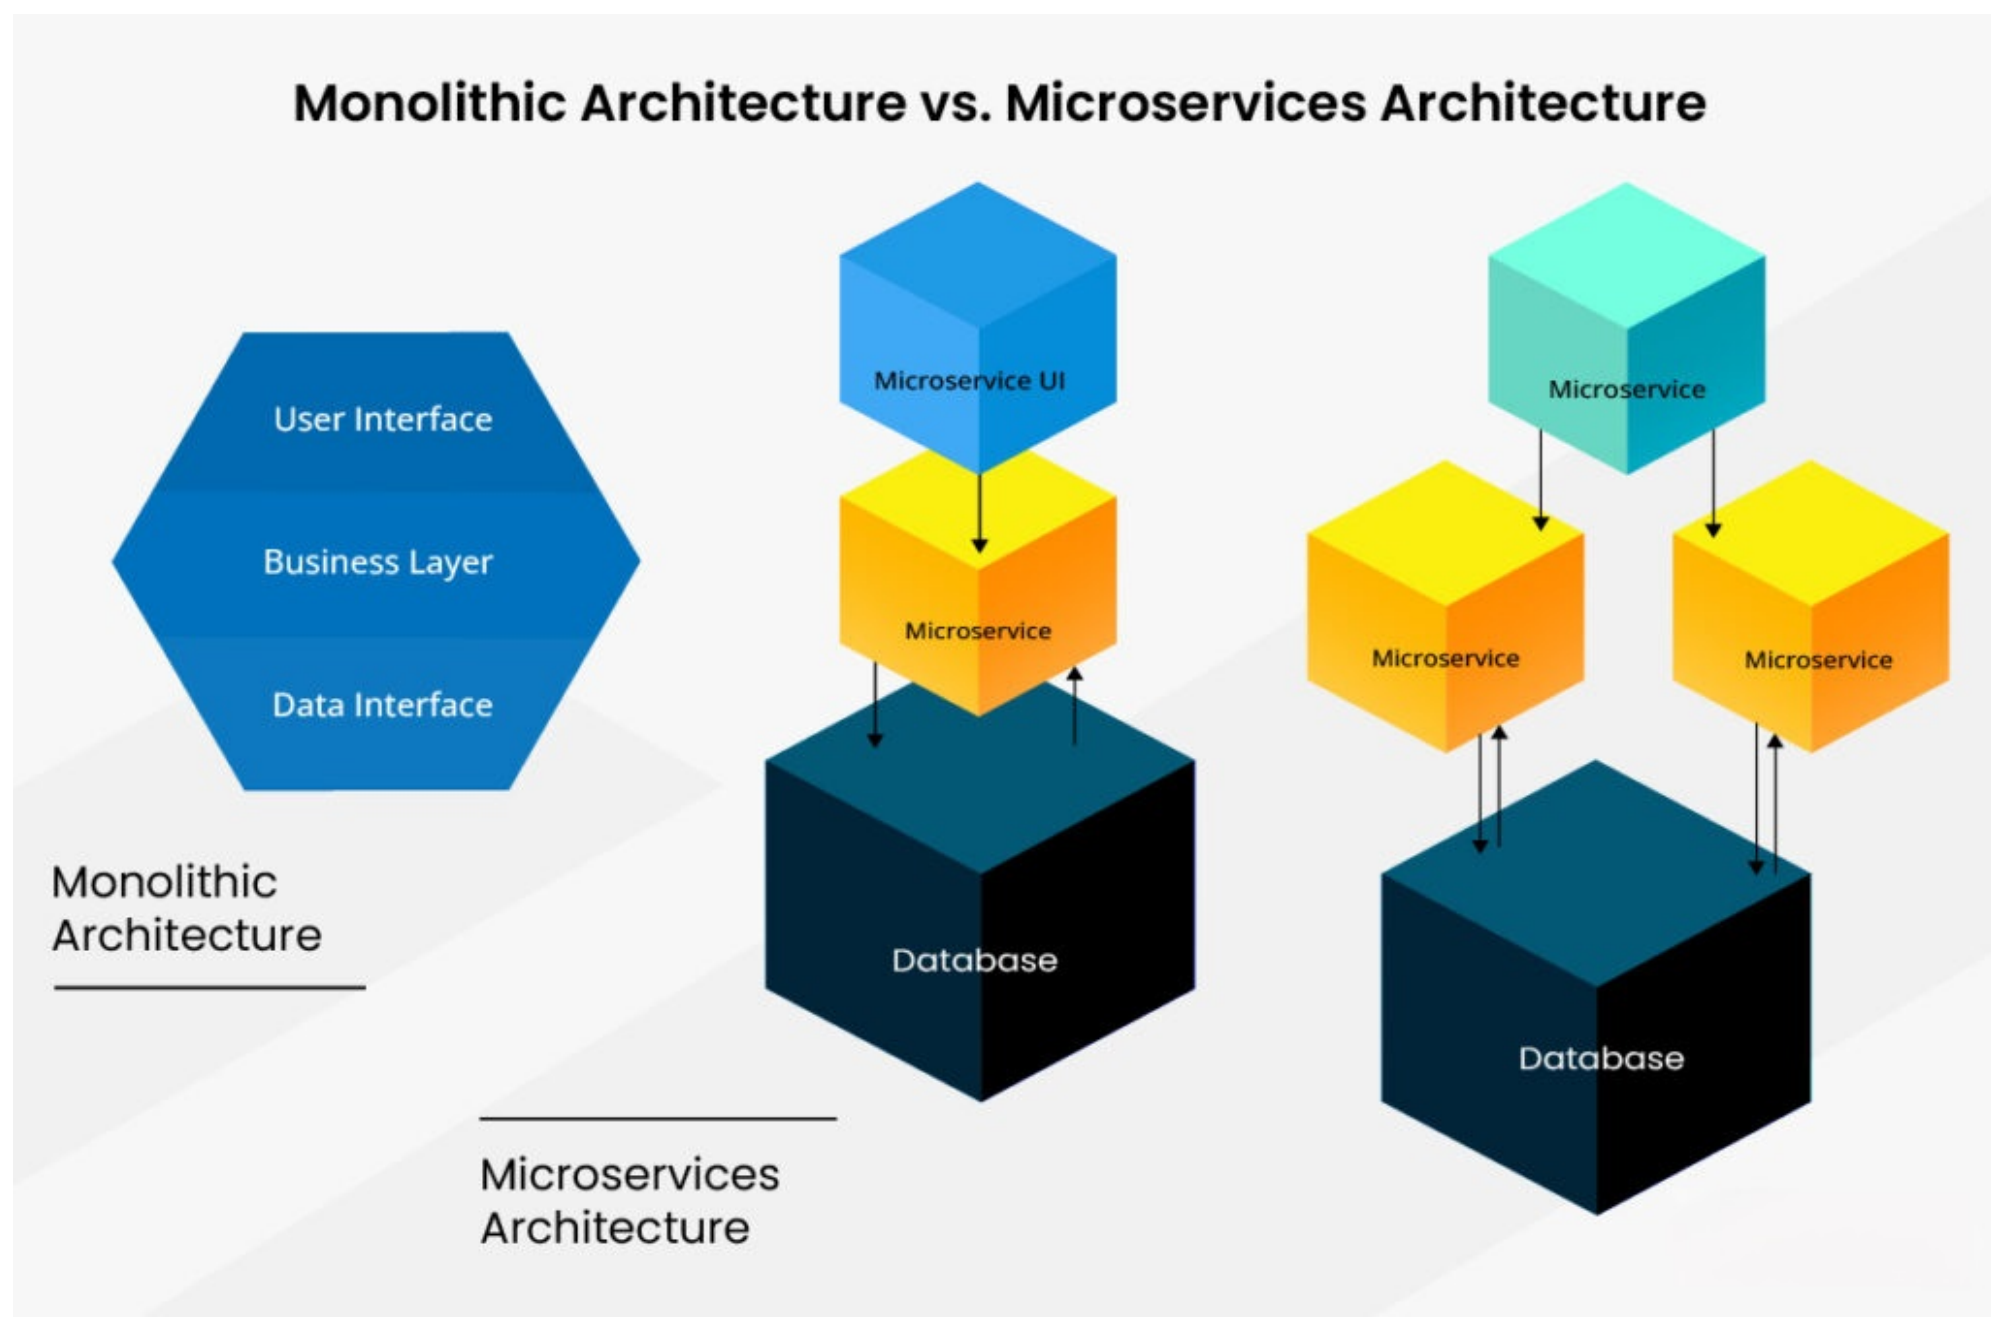 Monolithic Architecture vs. Microservices Architecture
User Interface
Business Layer
Data Interface
Monolithic
Architecture
Microservice UI
Microservice
Database
Microservice
Microservice
Microservice
Database
Microservices
Architecture